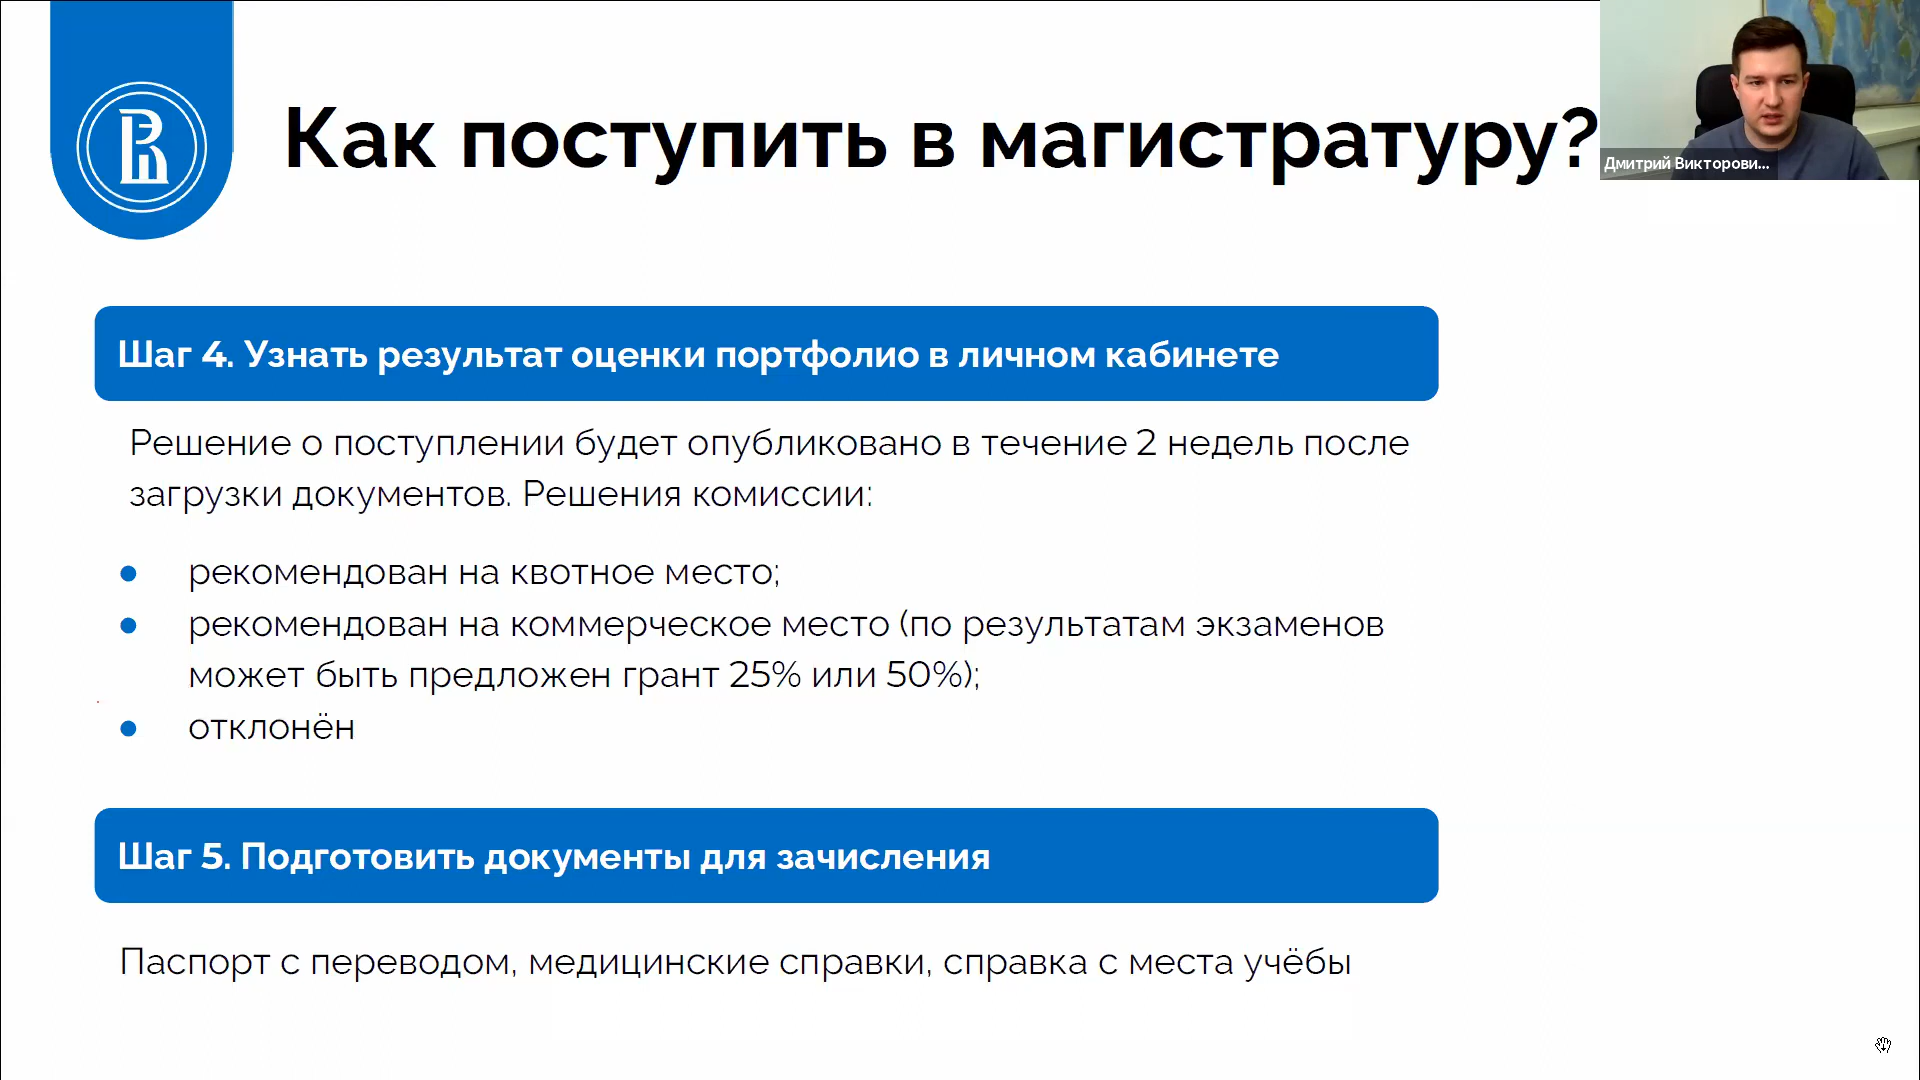 Как поступить в магистратуру?
Дмитрий Викторови...
Шаг 4. Узнать результат оценки портфолио в личном кабинете
Решение о поступлении будет опубликовано в течение 2 недель после
загрузки документов. Решения комиссии:
● рекомендован на квотное место;
● рекомендован на коммерческое место (по результатам экзаменов
может быть предложен грант 25% или 50%);
● отклонён
Шаг 5. Подготовить документы для зачисления
Паспорт с переводом, медицинские справки, справка с места учёбы